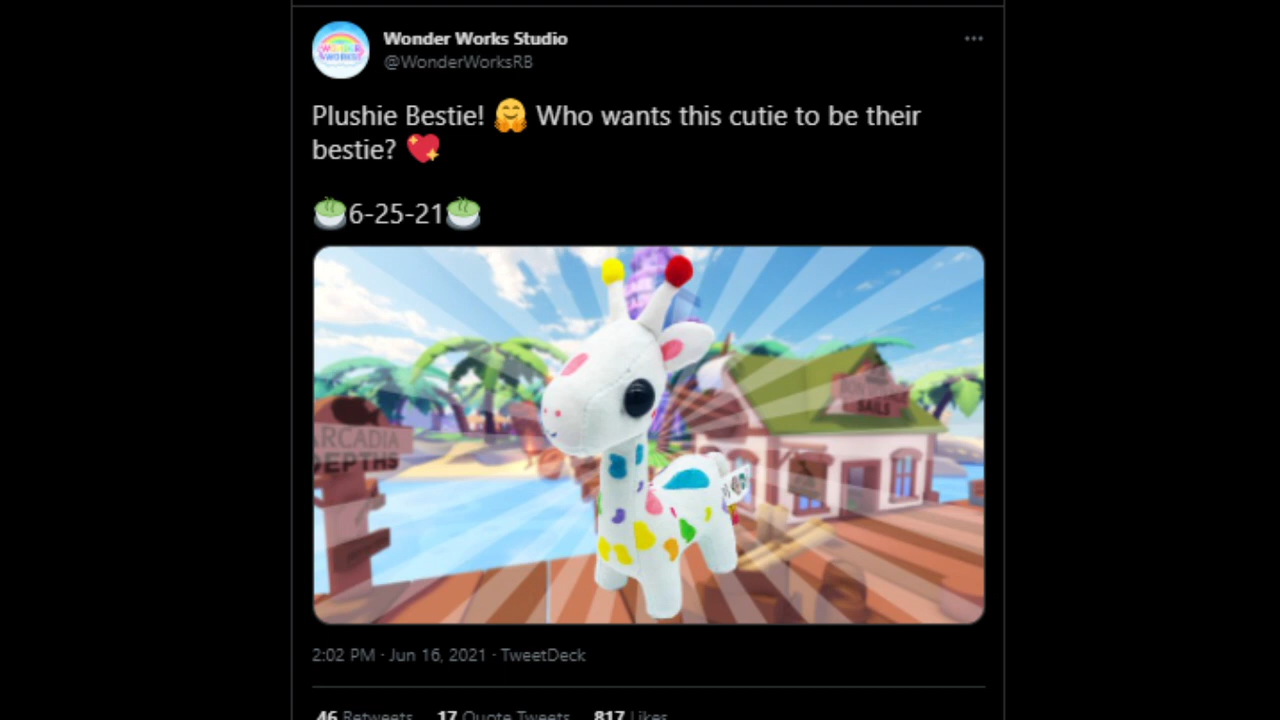 Wonder Works Studio
@WonderWorksRB
Plushie Bestie! 🤗 Who wants this cutie to be their
bestie? 💖
🍵6-25-21🍵
ARCADIA
DEPTHS
SAILS
2:02 PM · Jun 16, 2021 · TweetDeck
46 Retweets 17 Quote Tweets 817 Likes